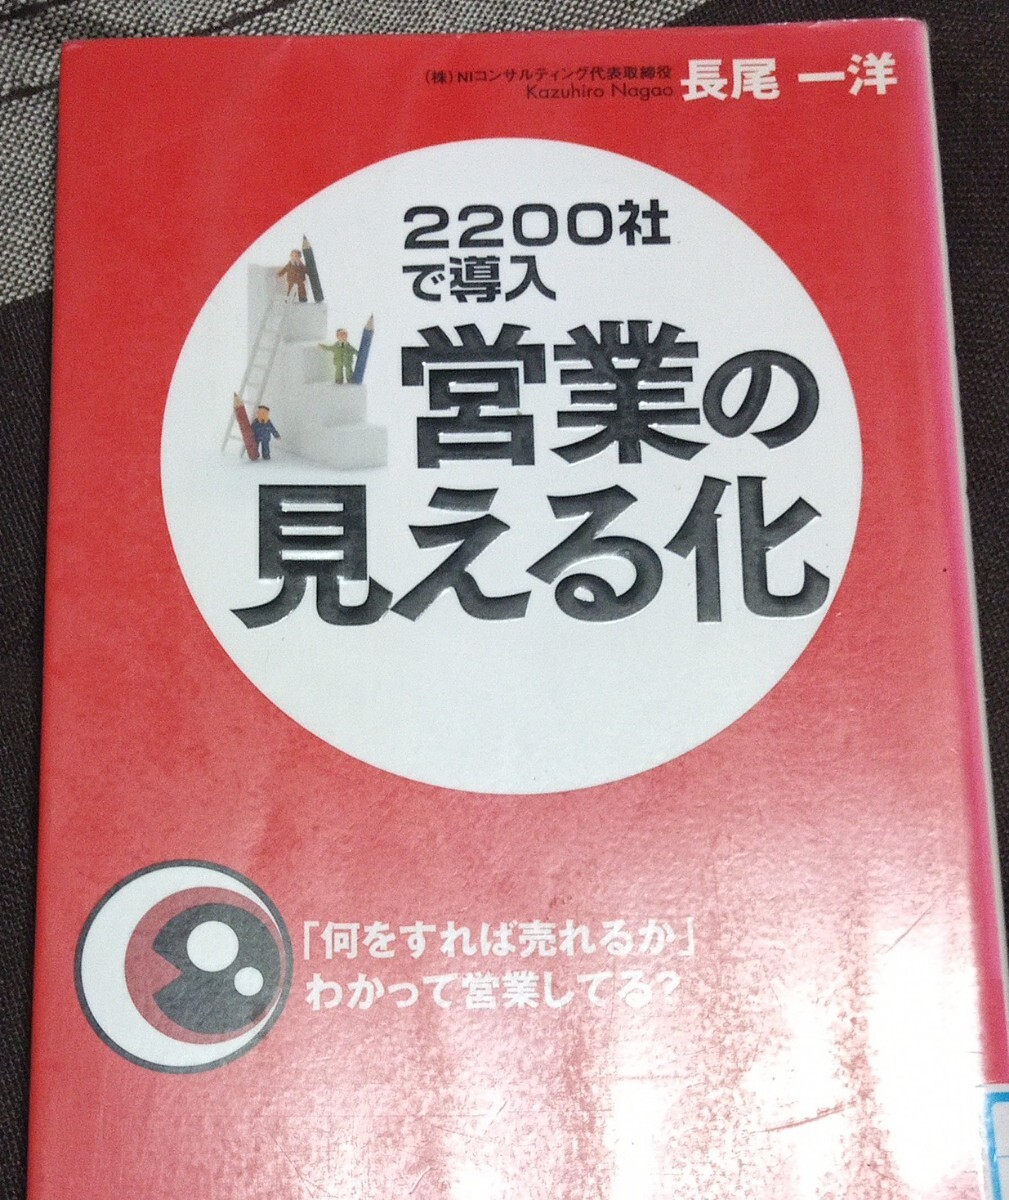 （株）NIコンサルティング代表取締役
Kazuhiro Nagao
長尾 一洋
２２００社
で導入
営業の
見える化
「何をすれば売れるか」
わかって営業してる？